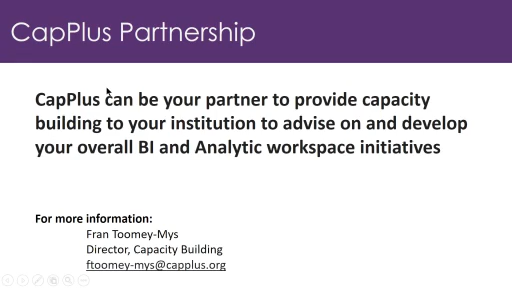 CapPlus Partnership
CapPlus can be your partner to provide capacity
building to your institution to advise on and develop
your overall BI and Analytic workspace initiatives
For more information:
Fran Toomey-Mys
Director, Capacity Building
ftoomey-mys@capplus.org